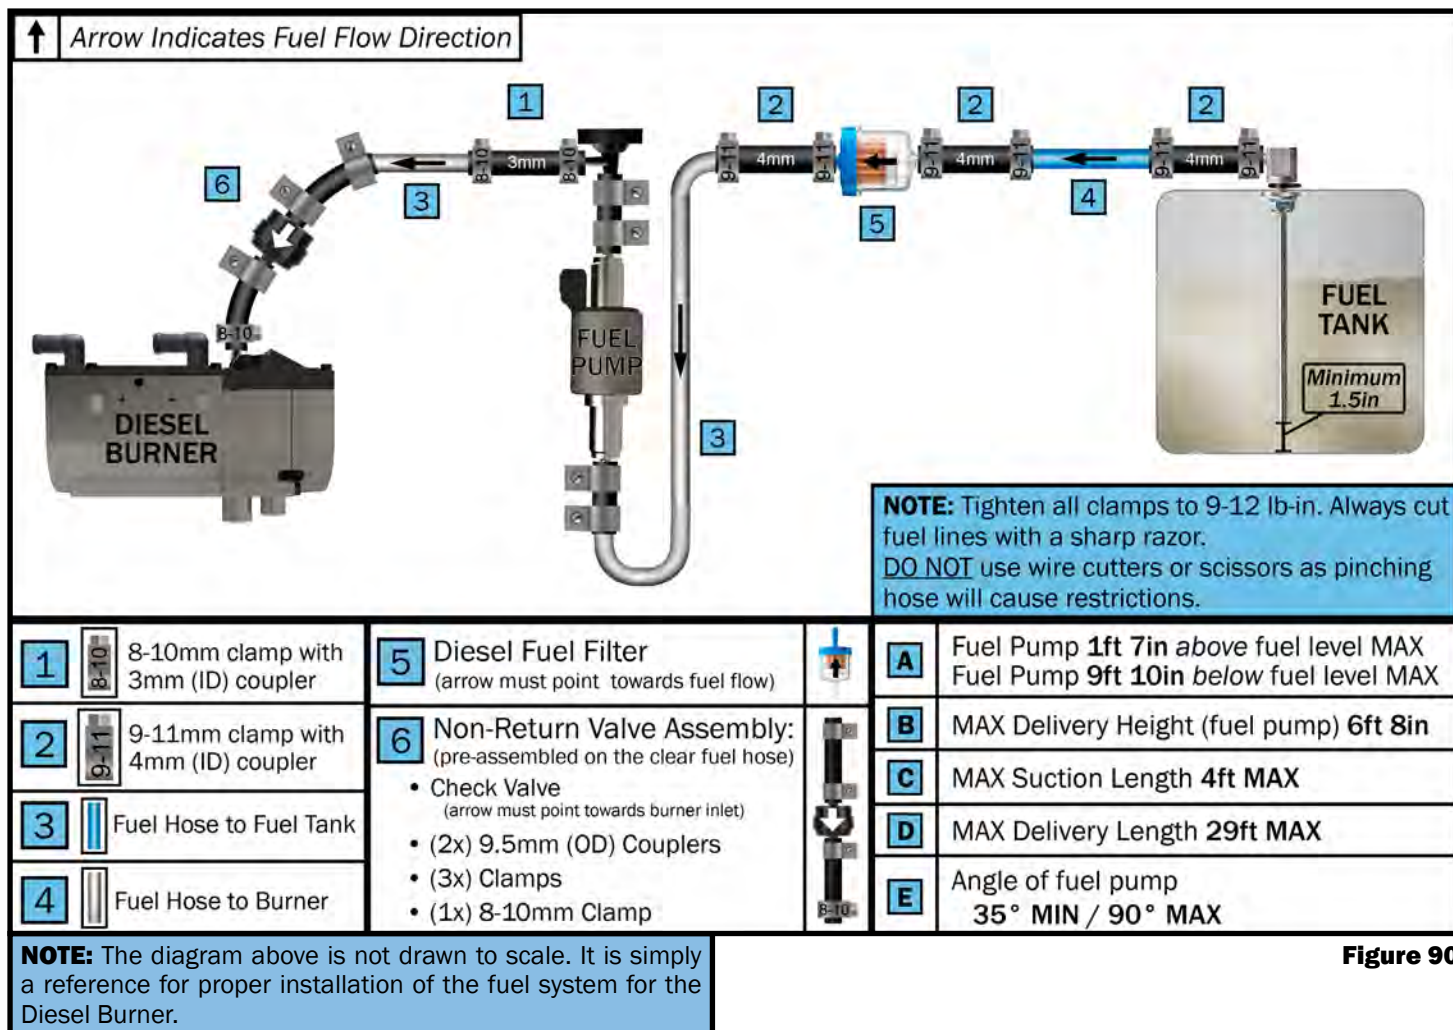 Arrow Indicates Fuel Flow Direction
1
2
2
2
8-10
3mm
8-10
9-11
4mm
9-11
9-11
4mm
9-11
9-11
4mm
9-11
6
3
5
4
8-10
FUEL
PUMP
FUEL
TANK
Minimum
1.5in
DIESEL
BURNER
3
NOTE: Tighten all clamps to 9-12 lb-in. Always cut
fuel lines with a sharp razor.
DO NOT use wire cutters or scissors as pinching
hose will cause restrictions.
1
8-10
8-10mm clamp with
3mm (ID) coupler
2
9-11
9-11mm clamp with
4mm (ID) coupler
3
Fuel Hose to Fuel Tank
4
Fuel Hose to Burner
5
Diesel Fuel Filter
(arrow must point towards fuel flow)
6
Non-Return Valve Assembly:
(pre-assembled on the clear fuel hose)
• Check Valve
(arrow must point towards burner inlet)
• (2x) 9.5mm (OD) Couplers
• (3x) Clamps
• (1x) 8-10mm Clamp
8-10
A
Fuel Pump 1ft 7in above fuel level MAX
Fuel Pump 9ft 10in below fuel level MAX
B
MAX Delivery Height (fuel pump) 6ft 8in
C
MAX Suction Length 4ft MAX
D
MAX Delivery Length 29ft MAX
E
Angle of fuel pump
35° MIN / 90° MAX
NOTE: The diagram above is not drawn to scale. It is simply
a reference for proper installation of the fuel system for the
Diesel Burner.
Figure 90